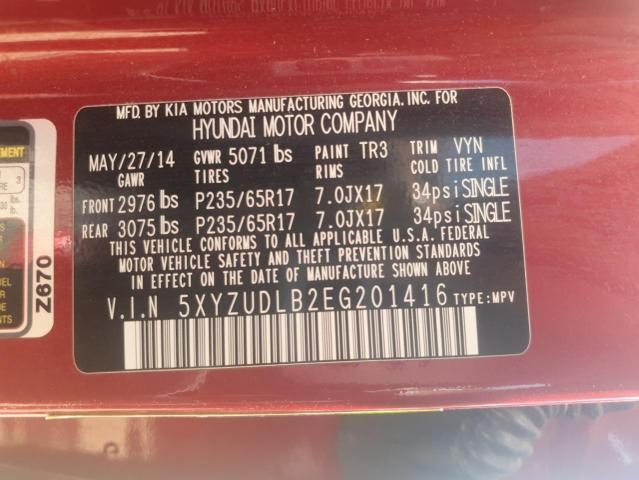 MFD. BY KIA MOTORS MANUFACTURING GEORGIA. INC. FOR
HYUNDAI MOTOR COMPANY
MAY/27/14 GVWR 5071 lbs PAINT TR3 TRIM VYN
GAWR TIRES RIMS COLD TIRE INFL
FRONT 2976 lbs P235/65R17 7.0JX17 34psi SINGLE
REAR 3075 lbs P235/65R17 7.0JX17 34psi SINGLE
THIS VEHICLE CONFORMS TO ALL APPLICABLE U.S.A. FEDERAL
MOTOR VEHICLE SAFETY AND THEFT PREVENTION STANDARDS
IN EFFECT ON THE DATE OF MANUFACTURE SHOWN ABOVE
V.I.N 5XYZUDLB2EG201416 TYPE:MPV
Z670